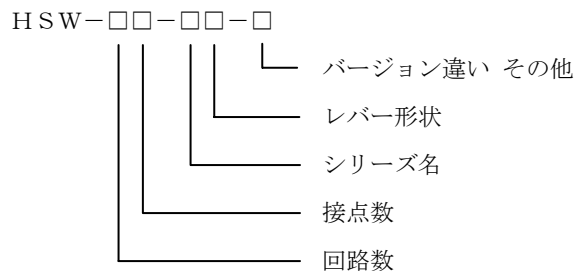 ＨＳＷ－□□－□□－□
バージョン違い その他
レバー形状
シリーズ名
接点数
回路数